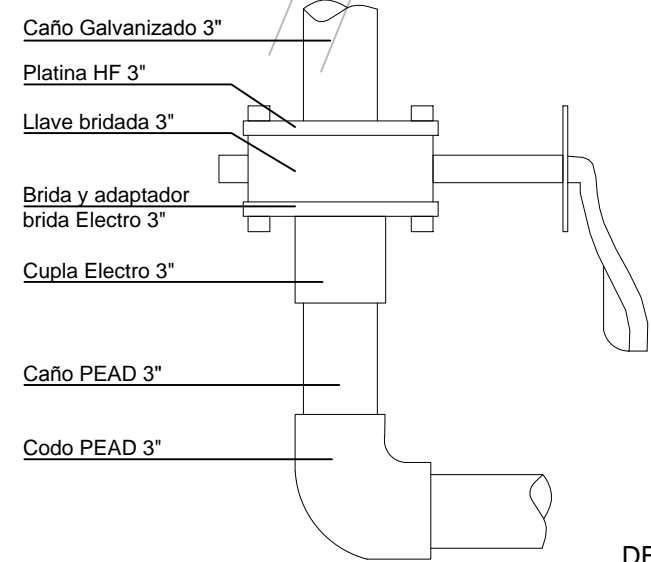 Caño Galvanizado 3"
Platina HF 3"
Llave bridada 3"
Brida y adaptador
brida Electro 3"
Cupla Electro 3"
Caño PEAD 3"
Codo PEAD 3"